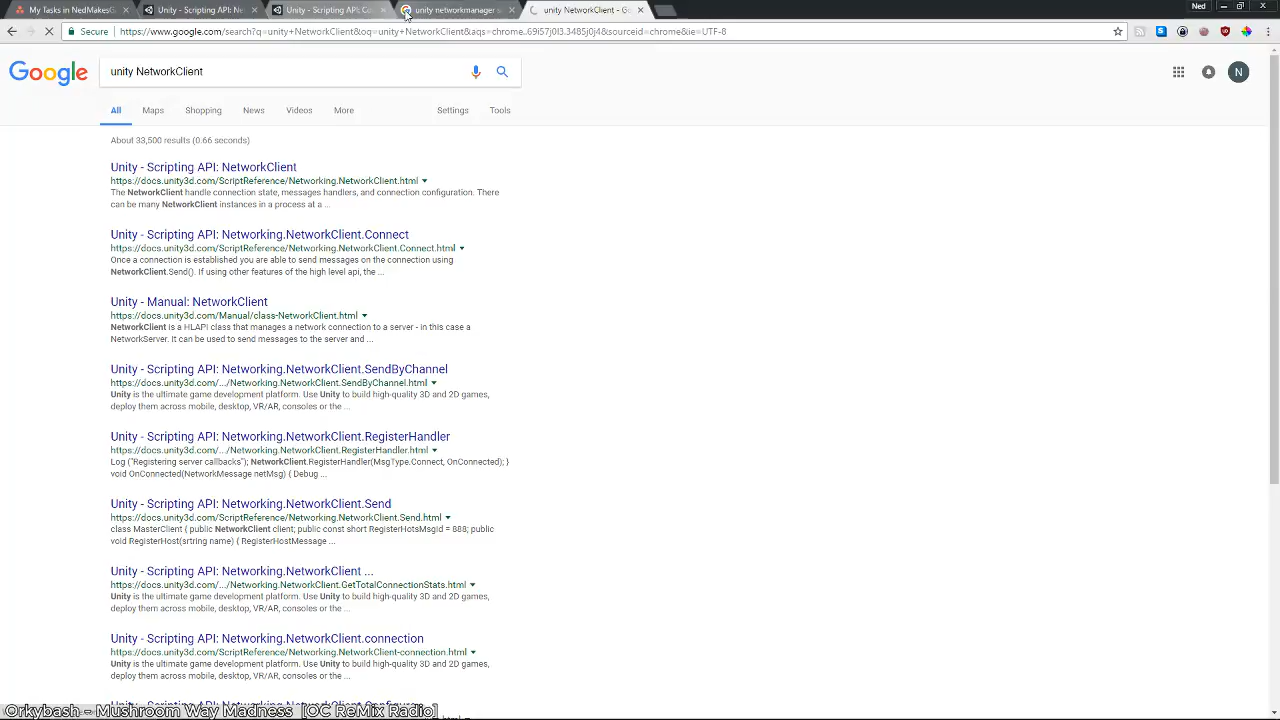 My Tasks in NedMakesG
Unity - Scripting API: Ne
Unity - Scripting API: Co
unity networkmanager s
unity NetworkClient - G
Ned
Secure
https://www.google.com/search?q=unity+NetworkClient&oq=unity+NetworkClient&aqs=chrome..69i57j0l3.3485j0j4&sourceid=chrome&ie=UTF-8
Google
unity NetworkClient
N
All Maps Shopping News Videos More Settings Tools
About 33,500 results (0.66 seconds)
Unity - Scripting API: NetworkClient
https://docs.unity3d.com/ScriptReference/Networking.NetworkClient.html
The NetworkClient handle connection state, messages handlers, and connection configuration. There
can be many NetworkClient instances in a process at a ...
Unity - Scripting API: Networking.NetworkClient.Connect
https://docs.unity3d.com/ScriptReference/Networking.NetworkClient.Connect.html
Once a connection is established you are able to send messages on the connection using
NetworkClient.Send(). If using other features of the high level api, the ...
Unity - Manual: NetworkClient
https://docs.unity3d.com/Manual/class-NetworkClient.html
NetworkClient is a HLAPI class that manages a network connection to a server - in this case a
NetworkServer. It can be used to send messages to the server and ...
Unity - Scripting API: Networking.NetworkClient.SendByChannel
https://docs.unity3d.com/.../Networking.NetworkClient.SendByChannel.html
Unity is the ultimate game development platform. Use Unity to build high-quality 3D and 2D games,
deploy them across mobile, desktop, VR/AR, consoles or the ...
Unity - Scripting API: Networking.NetworkClient.RegisterHandler
https://docs.unity3d.com/.../Networking.NetworkClient.RegisterHandler.html
Log ("Registering server callbacks"); NetworkClient.RegisterHandler(MsgType.Connect, OnConnected); }
void OnConnected(NetworkMessage netMsg) { Debug ...
Unity - Scripting API: Networking.NetworkClient.Send
https://docs.unity3d.com/ScriptReference/Networking.NetworkClient.Send.html
class MasterClient { public NetworkClient client; public const short RegisterHotsMsgId = 888; public
void RegisterHost(srtring name) { RegisterHostMessage ...
Unity - Scripting API: Networking.NetworkClient ...
https://docs.unity3d.com/.../Networking.NetworkClient.GetTotalConnectionStats.html
Unity is the ultimate game development platform. Use Unity to build high-quality 3D and 2D games,
deploy them across mobile, desktop, VR/AR, consoles or the ...
Unity - Scripting API: Networking.NetworkClient.connection
https://docs.unity3d.com/ScriptReference/Networking.NetworkClient-connection.html
Unity is the ultimate game development platform. Use Unity to build high-quality 3D and 2D games,
deploy them across mobile, desktop, VR/AR, consoles or the ...
Orkybash - Mushroom Way Madness [OC ReMix Radio]